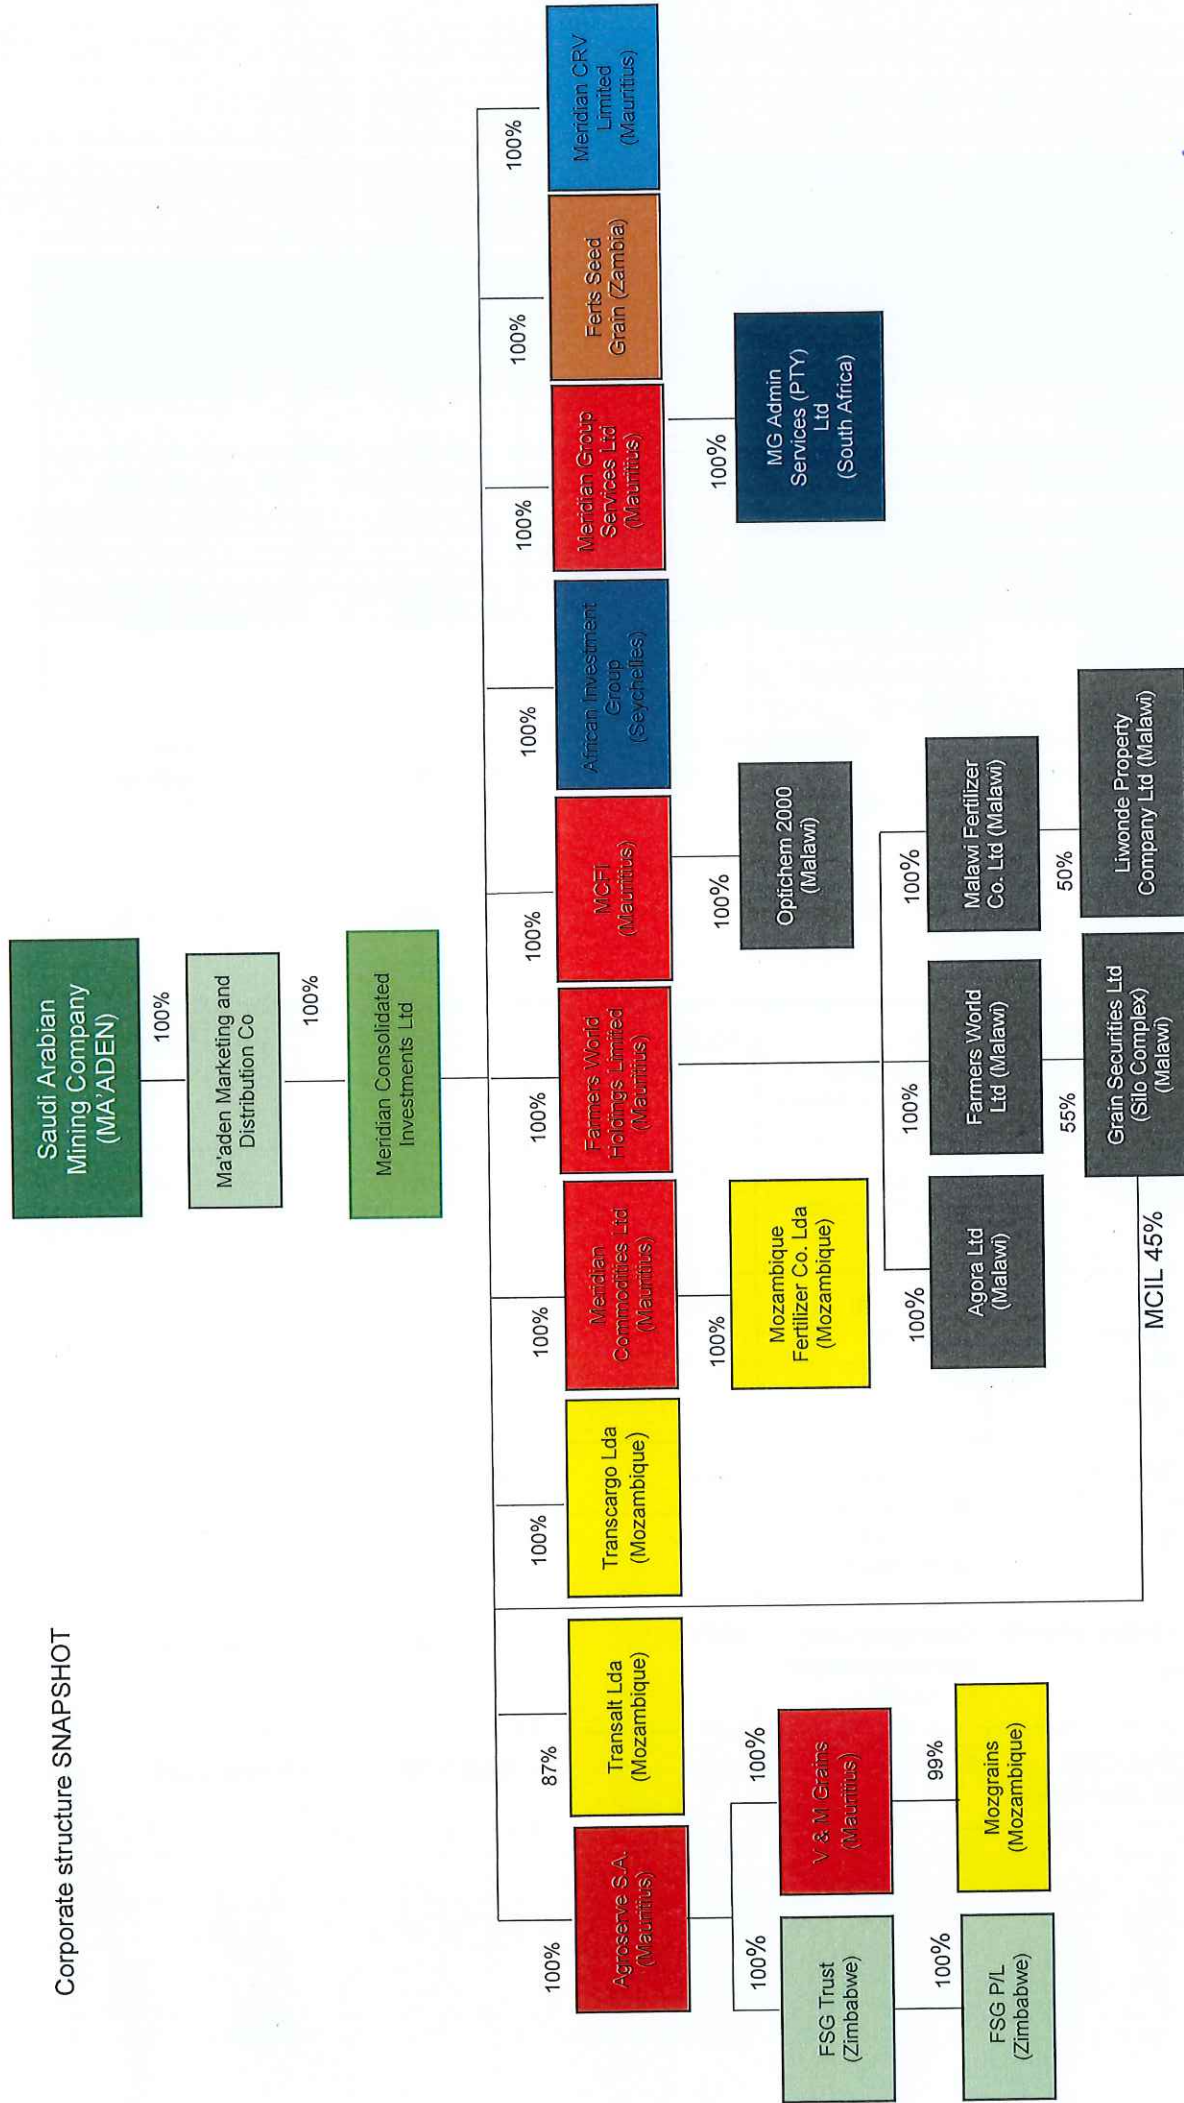 Corporate structure SNAPSHOT
Saudi Arabian
Mining Company
(MA'ADEN)
100%
Ma'aden Marketing and
Distribution Co
100%
Meridian Consolidated
Investments Ltd
100%
87%
100%
100%
100%
100%
100%
100%
100%
100%
Agroserve S.A.
(Mauritius)
Transalt Lda
(Mozambique)
Transcargo Lda
(Mozambique)
Meridian
Commodities Ltd
(Mauritius)
Farmers World
Holdings Limited
(Mauritius)
MCFI
(Mauritius)
African Investment
Group
(Seychelles)
Meridian Group
Services Ltd
(Mauritius)
Ferts Seed
Grain (Zambia)
Meridian CRV
Limited
(Mauritius)
100%
100%
100%
100%
100%
FSG Trust
(Zimbabwe)
V & M Grains
(Mauritius)
Mozambique
Fertilizer Co. Lda
(Mozambique)
Optichem 2000
(Malawi)
MG Admin
Services (PTY)
Ltd
(South Africa)
100%
99%
100%
100%
100%
FSG P/L
(Zimbabwe)
Mozgrains
(Mozambique)
Agora Ltd
(Malawi)
Farmers World
Ltd (Malawi)
Malawi Fertilizer
Co. Ltd (Malawi)
55%
50%
MCIL 45%
Grain Securities Ltd
(Silo Complex)
(Malawi)
Liwonde Property
Company Ltd (Malawi)